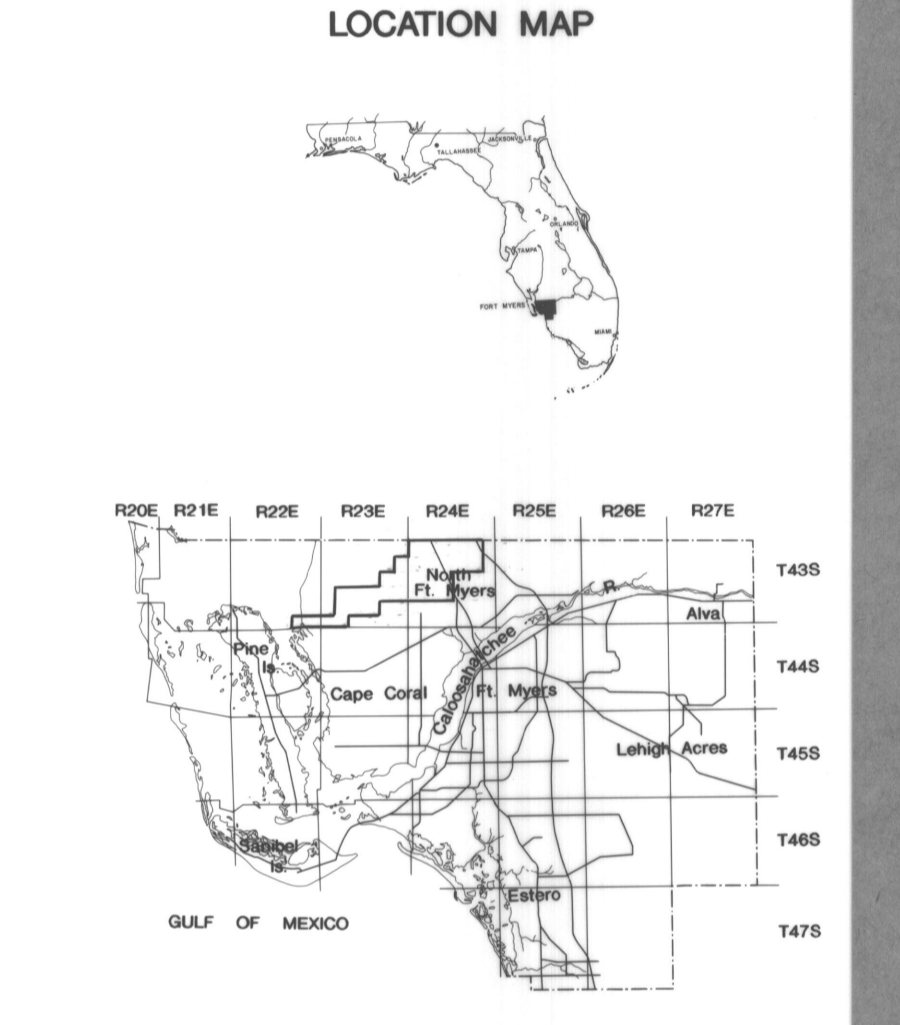 LOCATION MAP
PENSACOLA
JACKSONVILLE
TALLAHASSEE
ORLANDO
TAMPA
FORT MYERS
MIAMI
R20E R21E R22E R23E R24E R25E R26E R27E
T43S
North
Ft. Myers
R.
Alva
Pine
Is.
T44S
Cape Coral
Caloosahatchee
Ft. Myers
Lehigh Acres
T45S
Sanibel
Is.
T46S
Estero
GULF OF MEXICO
T47S